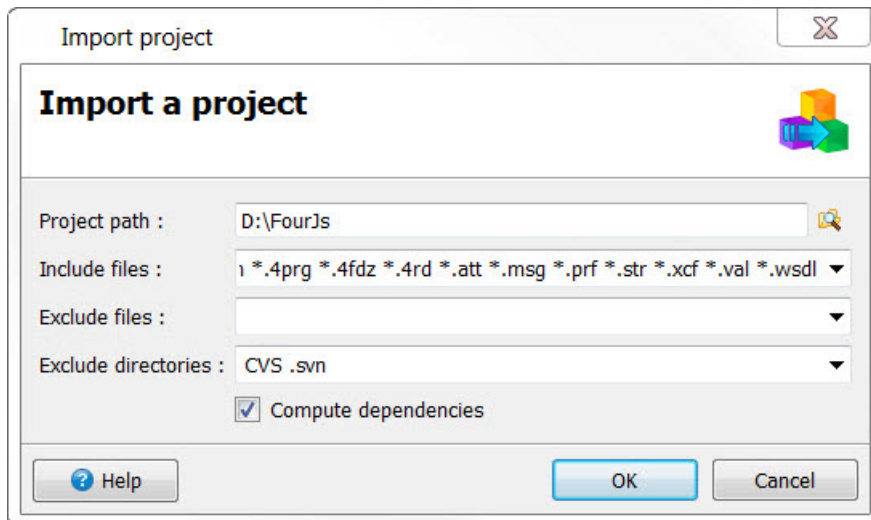 Import project
Import a project
Project path : D:\FourJs
Include files : *.4prg *.4fdz *.4rd *.att *.msg *.prf *.str *.xcf *.val *.wsdl
Exclude files :
Exclude directories : CVS .svn
Compute dependencies
Help OK Cancel